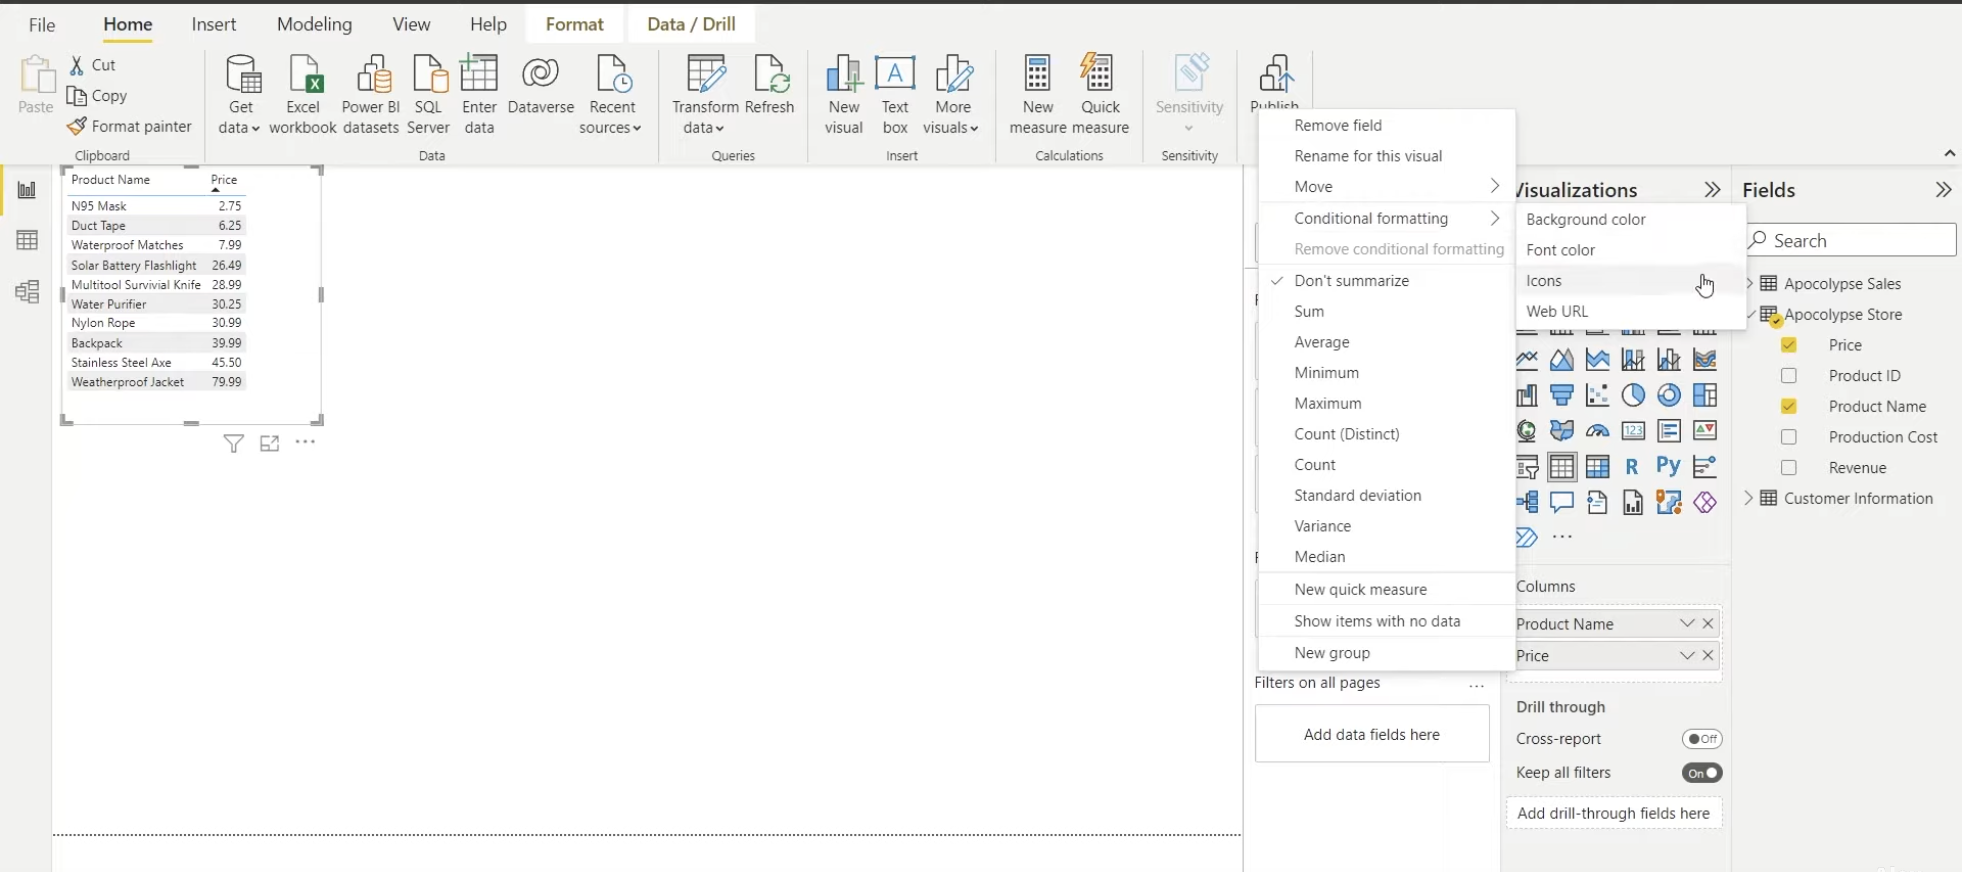 File
Home
Insert
Modeling
View
Help
Format
Data / Drill
Paste
Cut
Copy
Format painter
Clipboard
Get
data
Excel
workbook
Power BI
datasets
SQL
Server
Enter
data
Dataverse
Recent
sources
Data
Transform
data
Refresh
Queries
New
visual
A
Text
box
More
visuals
Insert
New
measure
Quick
measure
Calculations
Sensitivity
Sensitivity
Publish
Product Name Price
N95 Mask 2.75
Duct Tape 6.25
Waterproof Matches 7.99
Solar Battery Flashlight 26.49
Multitool Survivial Knife 28.99
Water Purifier 30.25
Nylon Rope 30.99
Backpack 39.99
Stainless Steel Axe 45.50
Weatherproof Jacket 79.99
Remove field
Rename for this visual
Move
Conditional formatting
Remove conditional formatting
Don't summarize
Sum
Average
Minimum
Maximum
Count (Distinct)
Count
Standard deviation
Variance
Median
New quick measure
Show items with no data
New group
Filters on all pages
Add data fields here
Visualizations
Background color
Font color
Icons
Web URL
123
R
Py
Columns
Product Name
Price
Drill through
Cross-report Off
Keep all filters On
Add drill-through fields here
Fields
Search
Apocolypse Sales
Apocolypse Store
Price
Product ID
Product Name
Production Cost
Revenue
Customer Information